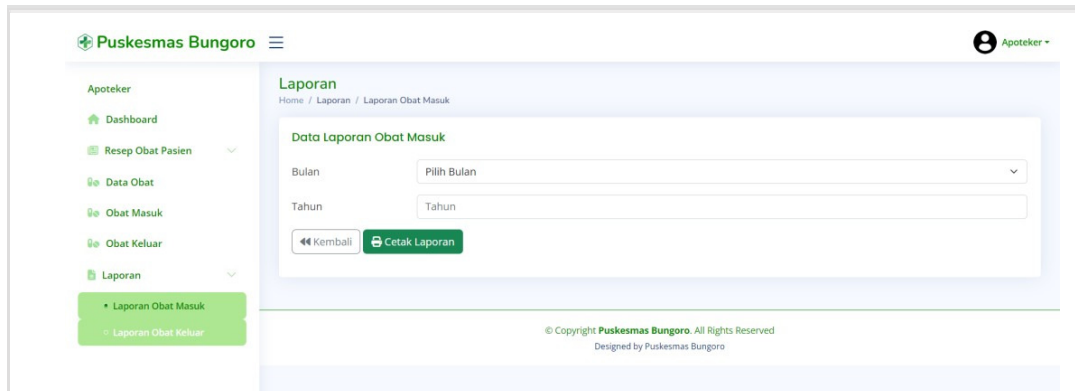 Puskesmas Bungoro
Apoteker
Apoteker
Dashboard
Resep Obat Pasien
Data Obat
Obat Masuk
Obat Keluar
Laporan
Laporan Obat Masuk
Laporan Obat Keluar
Laporan
Home / Laporan / Laporan Obat Masuk
Data Laporan Obat Masuk
Bulan Pilih Bulan
Tahun Tahun
Kembali Cetak Laporan
© Copyright Puskesmas Bungoro. All Rights Reserved
Designed by Puskesmas Bungoro